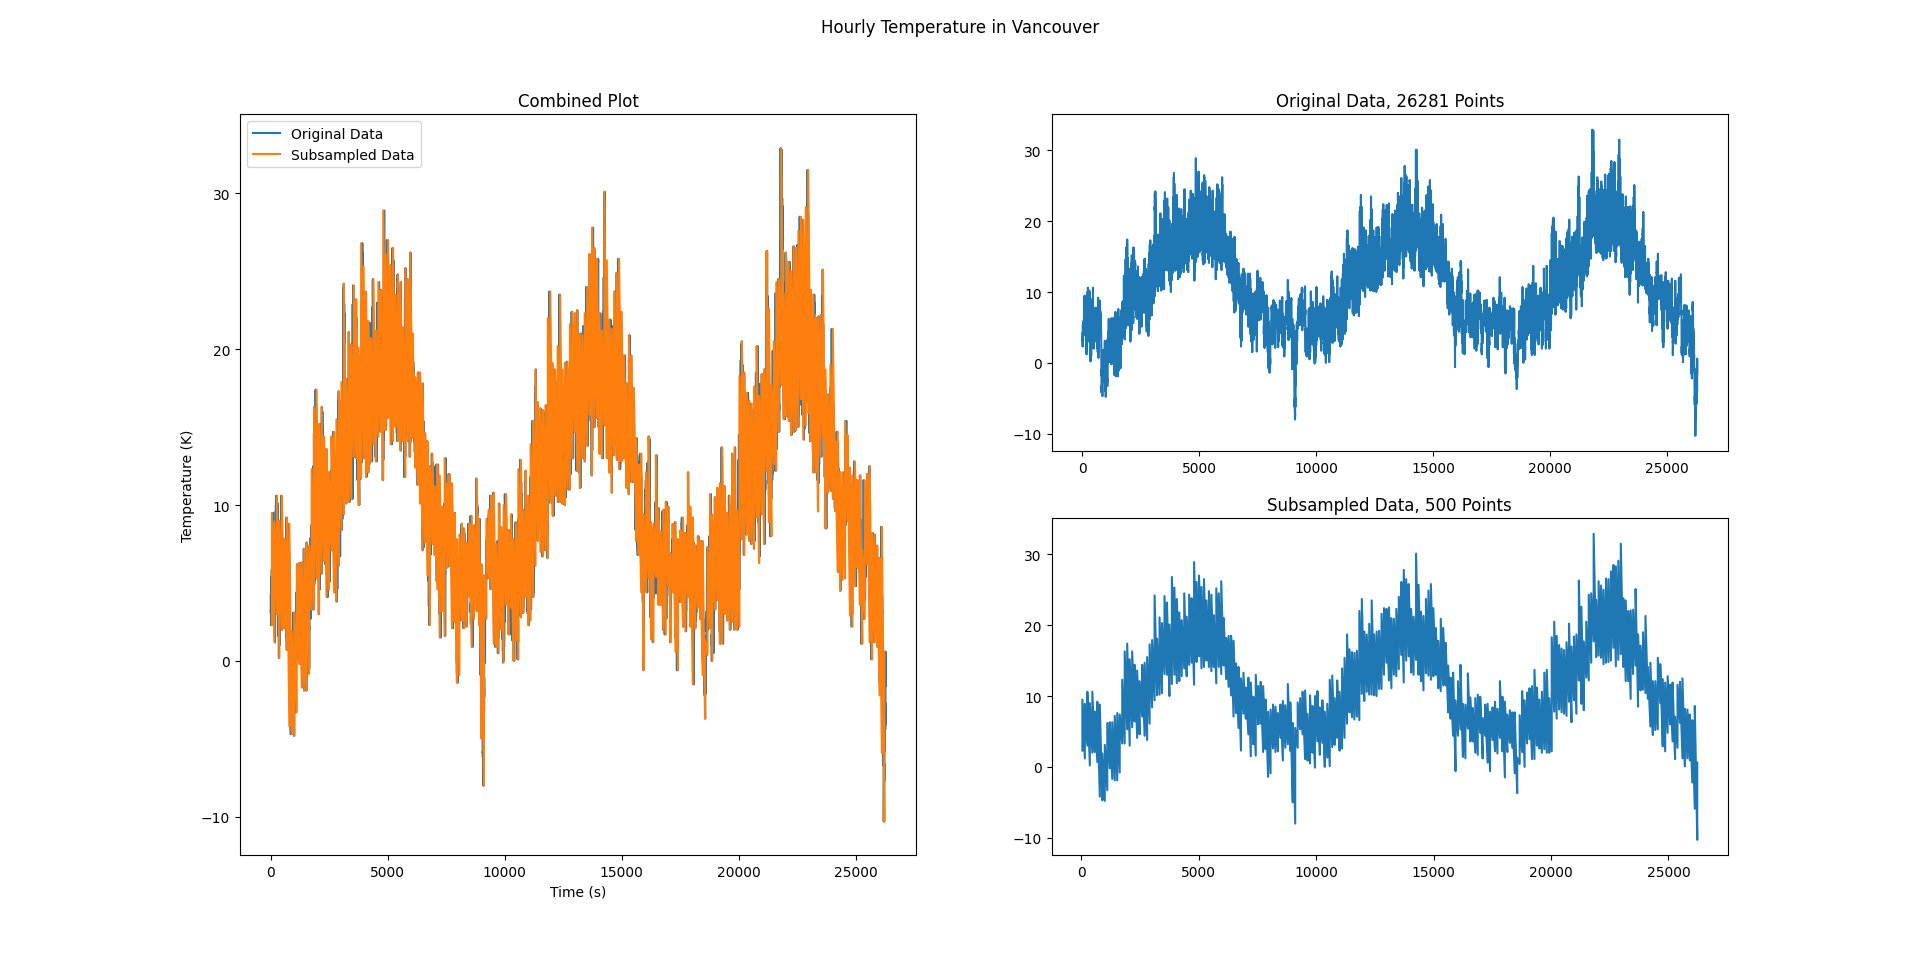 Hourly Temperature in Vancouver
Combined Plot
Original Data
Subsampled Data
30
20
10
0
−10
Temperature (K)
0 5000 10000 15000 20000 25000
Time (s)
Original Data, 26281 Points
30
20
10
0
−10
0 5000 10000 15000 20000 25000
Subsampled Data, 500 Points
30
20
10
0
−10
0 5000 10000 15000 20000 25000